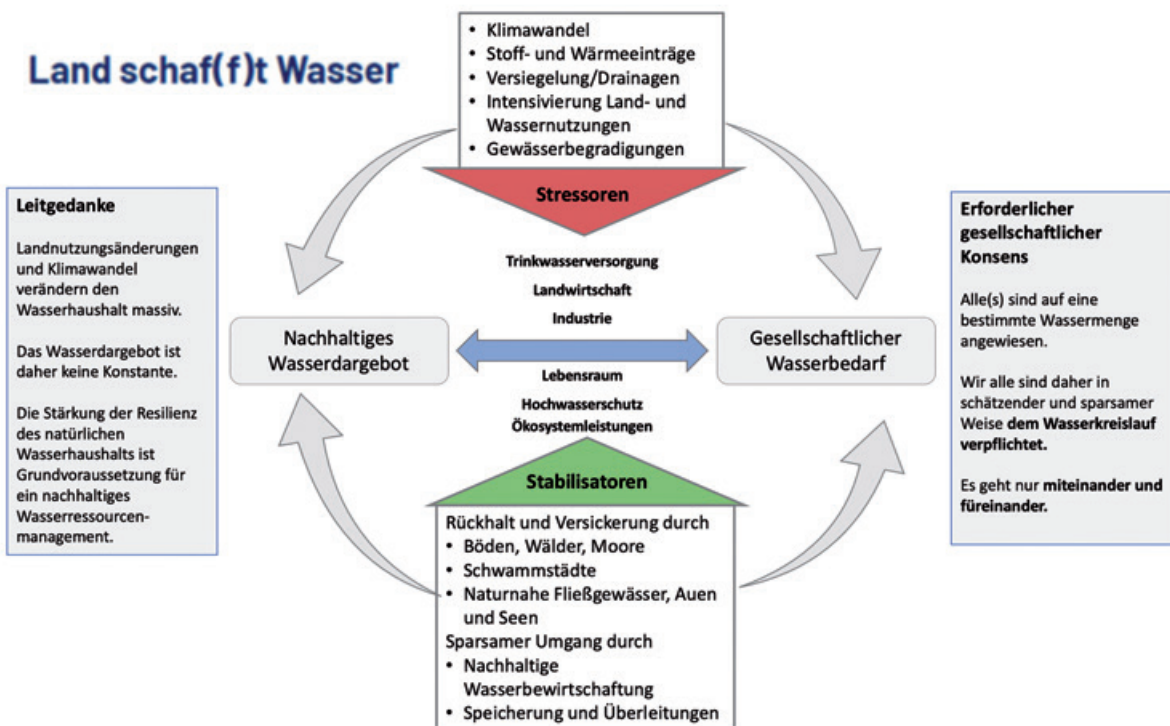 Land schaf(f)t Wasser
• Klimawandel
• Stoff- und Wärmeeinträge
• Versiegelung/Drainagen
• Intensivierung Land- und
Wassernutzungen
• Gewässerbegradigungen
Stressoren
Leitgedanke
Landnutzungsänderungen
und Klimawandel
verändern den
Wasserhaushalt massiv.
Das Wasserdargebot ist
daher keine Konstante.
Die Stärkung der Resilienz
des natürlichen
Wasserhaushalts ist
Grundvoraussetzung für
ein nachhaltiges
Wasserressourcen-
management.
Nachhaltiges
Wasserdargebot
Trinkwasserversorgung
Landwirtschaft
Industrie
Lebensraum
Hochwasserschutz
Ökosystemleistungen
Gesellschaftlicher
Wasserbedarf
Erforderlicher
gesellschaftlicher
Konsens
Alle(s) sind auf eine
bestimmte Wassermenge
angewiesen.
Wir alle sind daher in
schätzender und sparsamer
Weise dem Wasserkreislauf
verpflichtet.
Es geht nur miteinander und
füreinander.
Stabilisatoren
Rückhalt und Versickerung durch
• Böden, Wälder, Moore
• Schwammstädte
• Naturnahe Fließgewässer, Auen
und Seen
Sparsamer Umgang durch
• Nachhaltige
Wasserbewirtschaftung
• Speicherung und Überleitungen